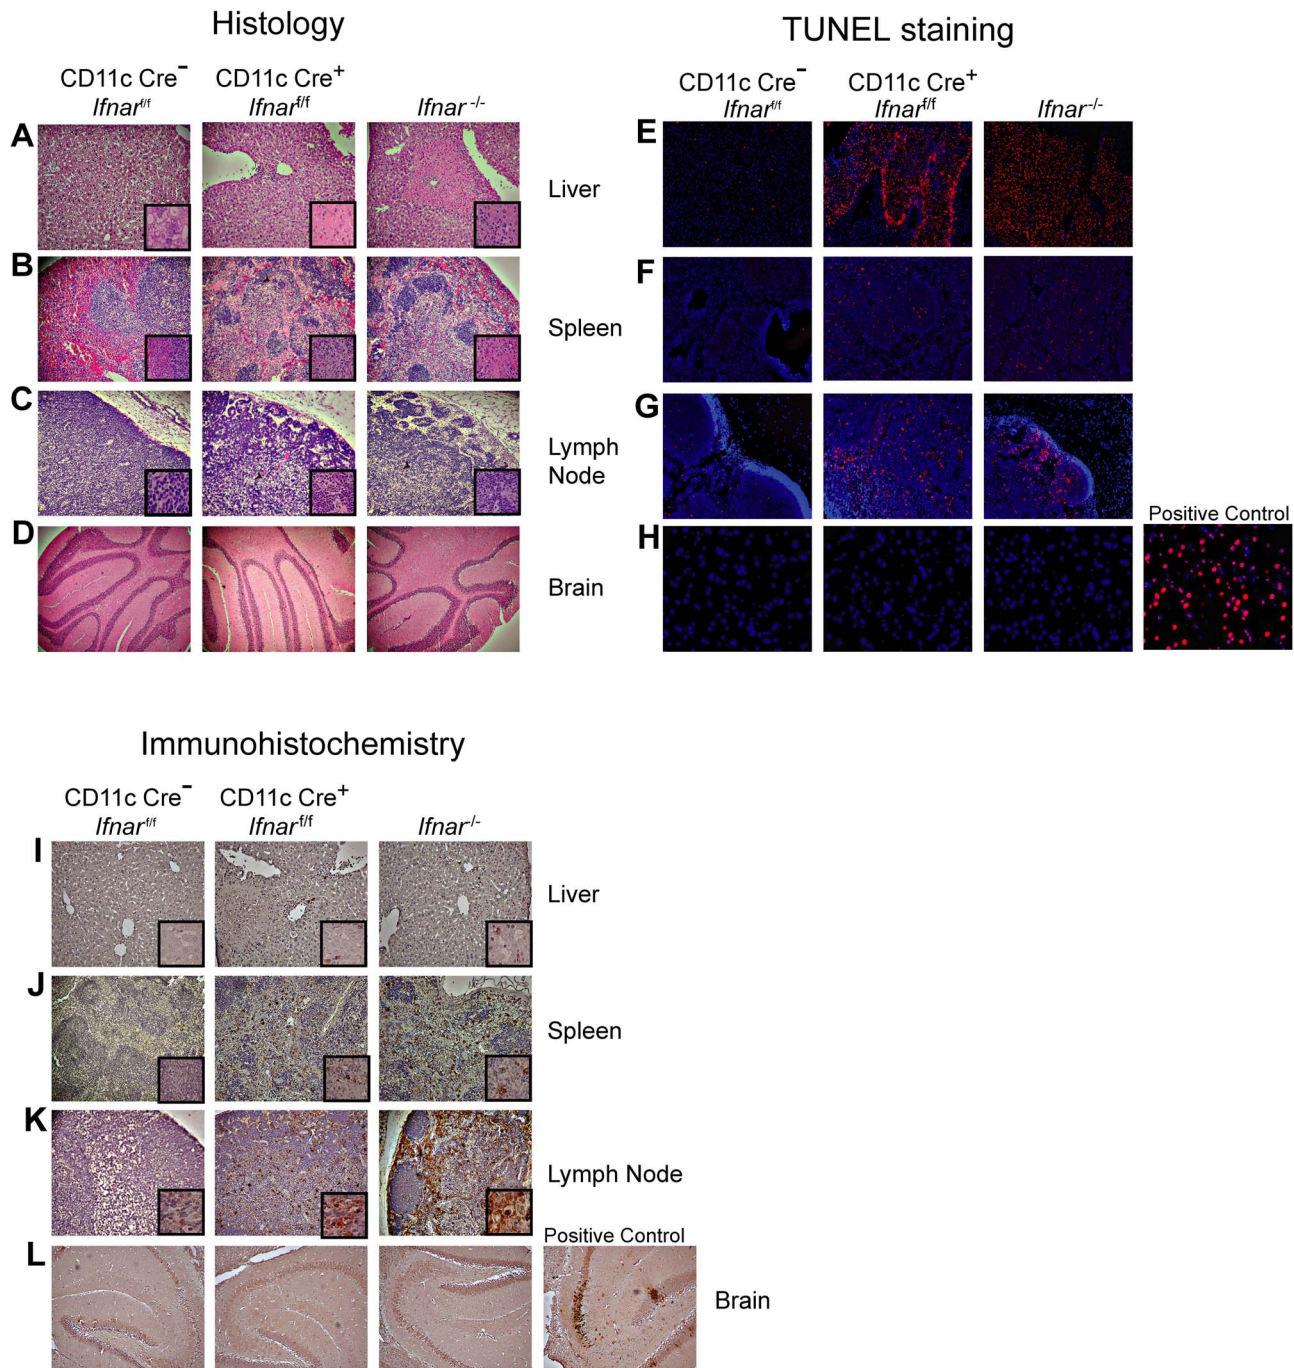 Histology
CD11c Cre⁻ CD11c Cre⁺
Ifnar^f/f Ifnar^f/f Ifnar⁻/⁻
A Liver
B Spleen
C Lymph
Node
D Brain
TUNEL staining
CD11c Cre⁻ CD11c Cre⁺
Ifnar^f/f Ifnar^f/f Ifnar⁻/⁻
E
F
G
Positive Control
H
Immunohistochemistry
CD11c Cre⁻ CD11c Cre⁺
Ifnar^f/f Ifnar^f/f Ifnar⁻/⁻
I Liver
J Spleen
K Lymph Node
Positive Control
L Brain